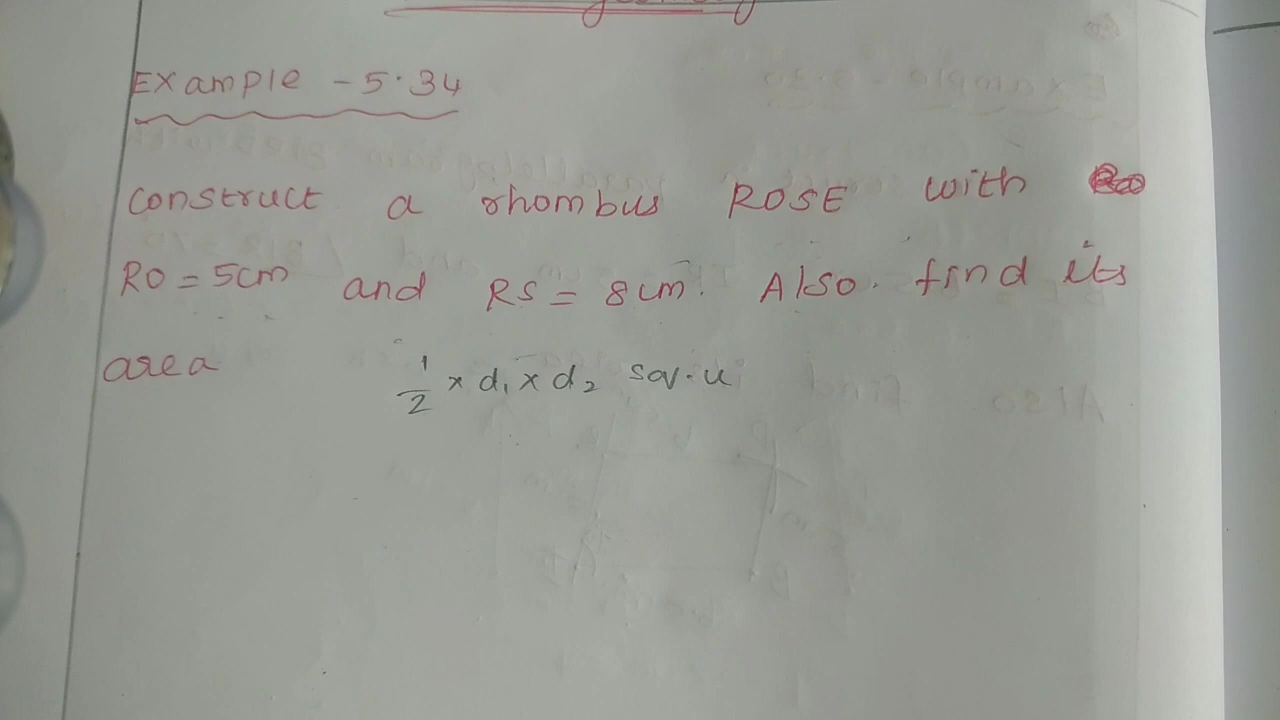 Example - 5.34
construct a rhombus ROSE with
RO = 5cm and RS = 8cm. Also. find its
area 1/2 x d₁ x d₂ sq.u